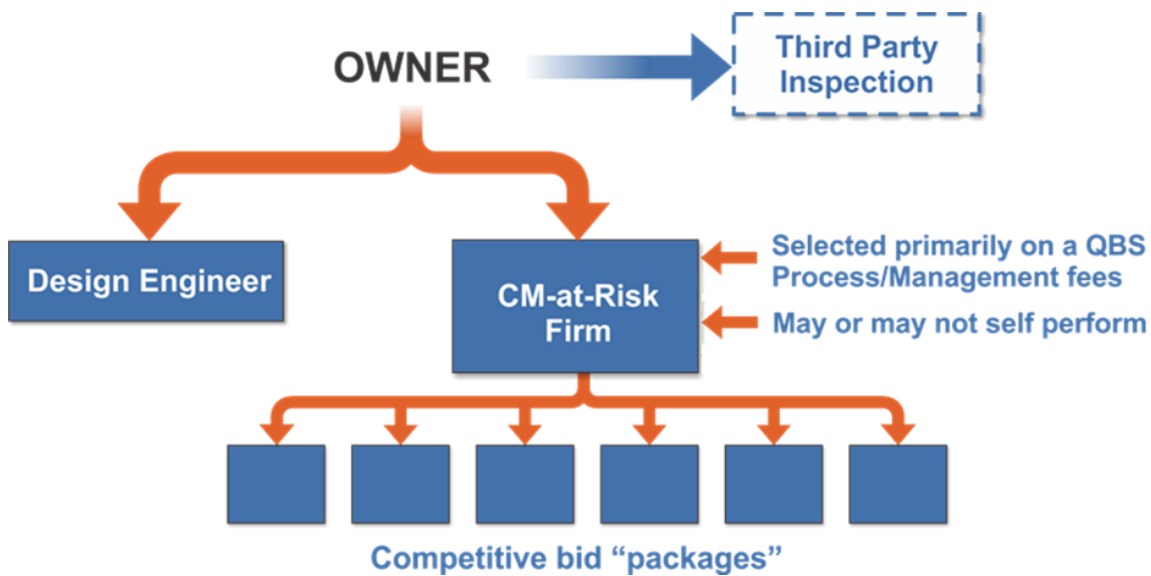 OWNER
Third Party
Inspection
Design Engineer
CM-at-Risk
Firm
Selected primarily on a QBS
Process/Management fees
May or may not self perform
Competitive bid “packages”